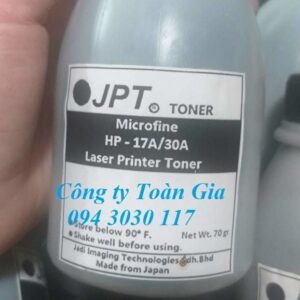 JPT® TONER
Microfine
HP - 17A/30A
Laser Printer Toner
Công ty Toàn Gia
094 3030 117
Store below 90° F.
Net Wt. 70 gr
Shake well before using.
Jadi Imaging Technologies Sdn.Bhd
Made from Japan